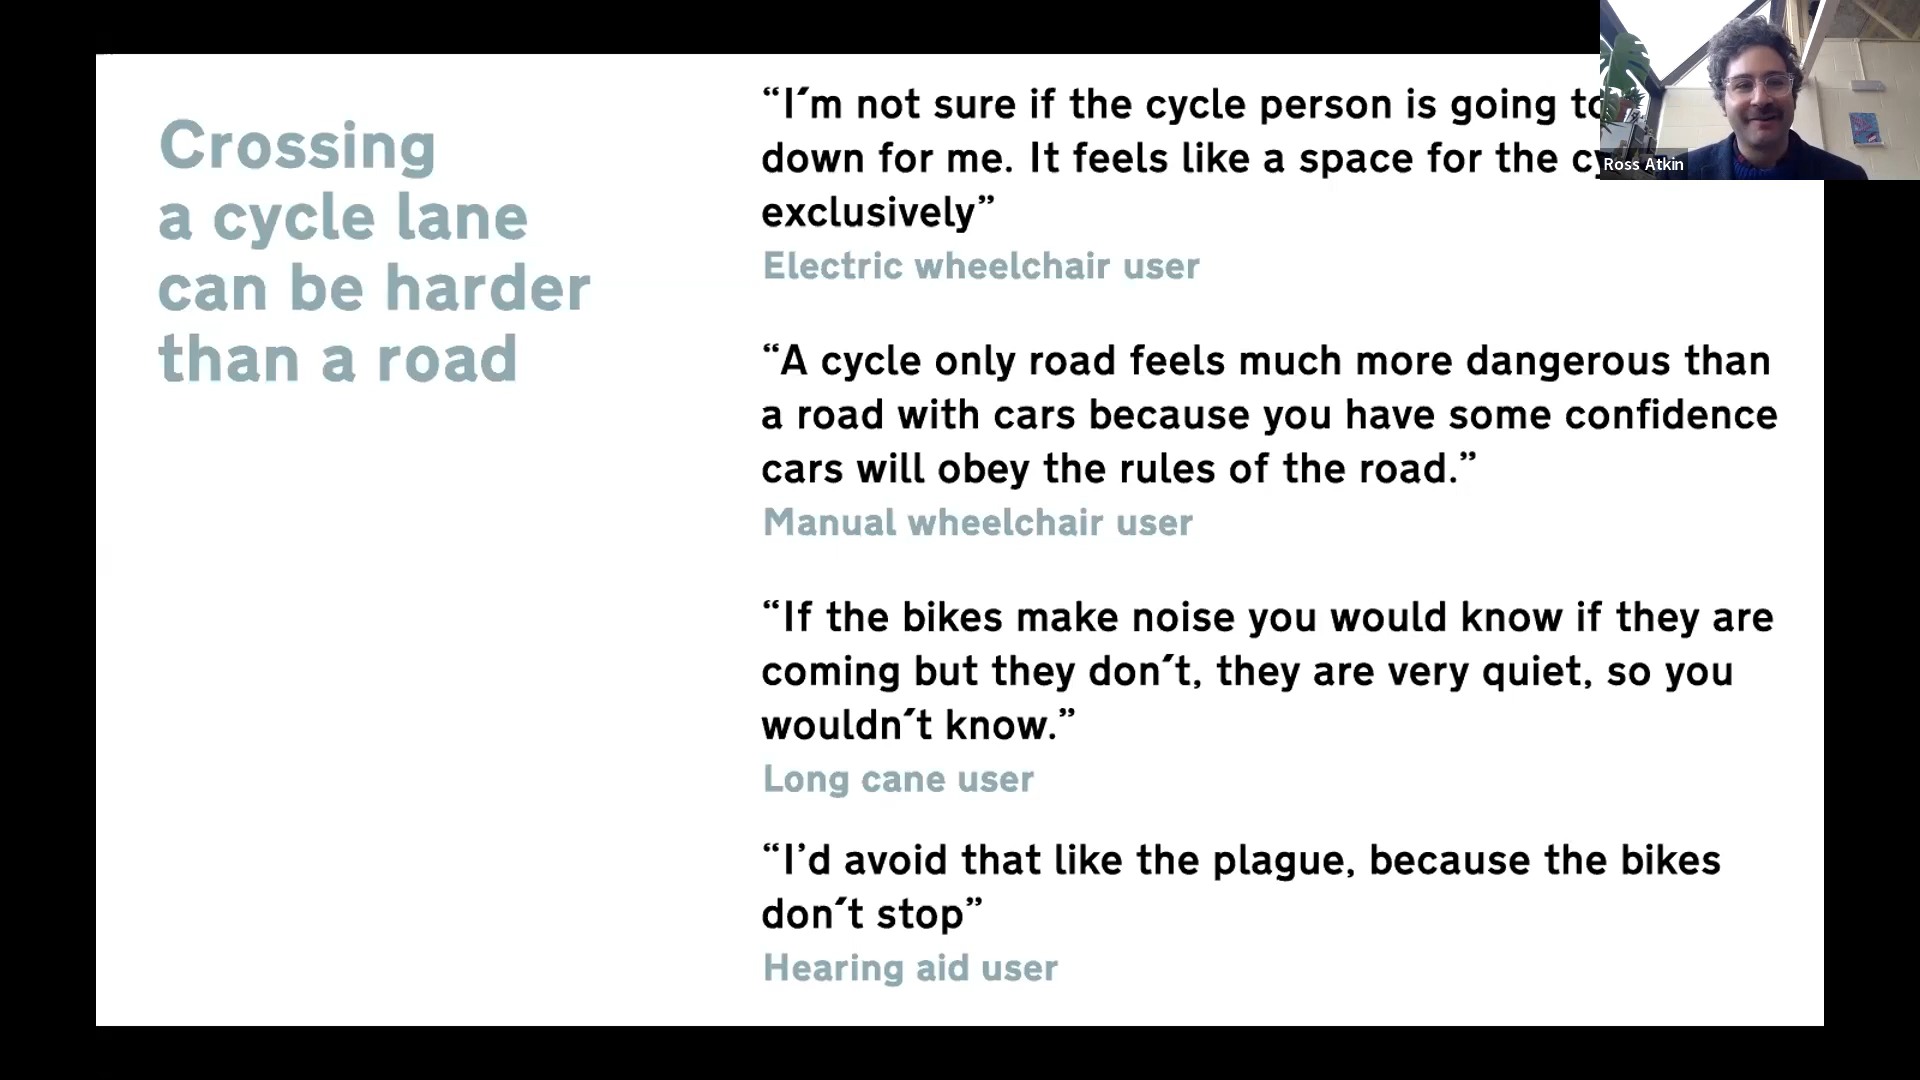 Crossing
a cycle lane
can be harder
than a road
“I´m not sure if the cycle person is going to
down for me. It feels like a space for the
exclusively”
Electric wheelchair user
“A cycle only road feels much more dangerous than
a road with cars because you have some confidence
cars will obey the rules of the road.”
Manual wheelchair user
“If the bikes make noise you would know if they are
coming but they don´t, they are very quiet, so you
wouldn´t know.”
Long cane user
“I’d avoid that like the plague, because the bikes
don´t stop”
Hearing aid user
Ross Atkin